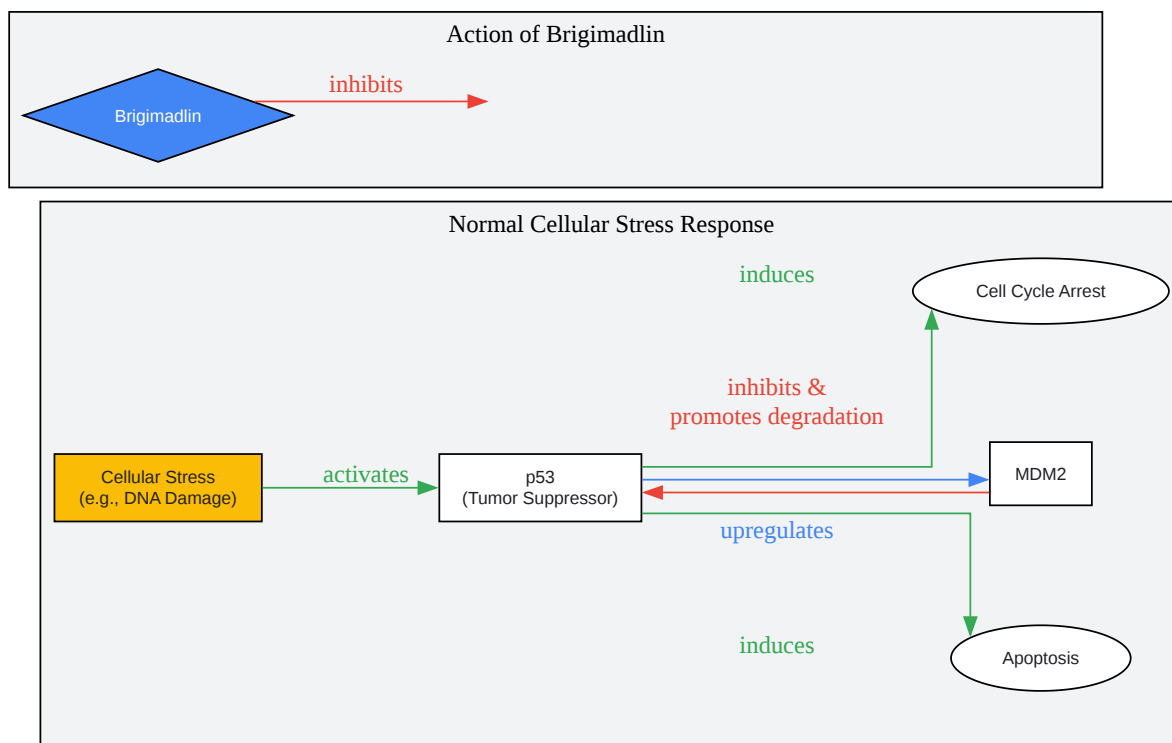 Action of Brigimadlin
inhibits
Brigimadlin
Normal Cellular Stress Response
induces
Cell Cycle Arrest
inhibits &
promotes degradation
Cellular Stress
(e.g., DNA Damage)
activates
p53
(Tumor Suppressor)
MDM2
upregulates
induces
Apoptosis